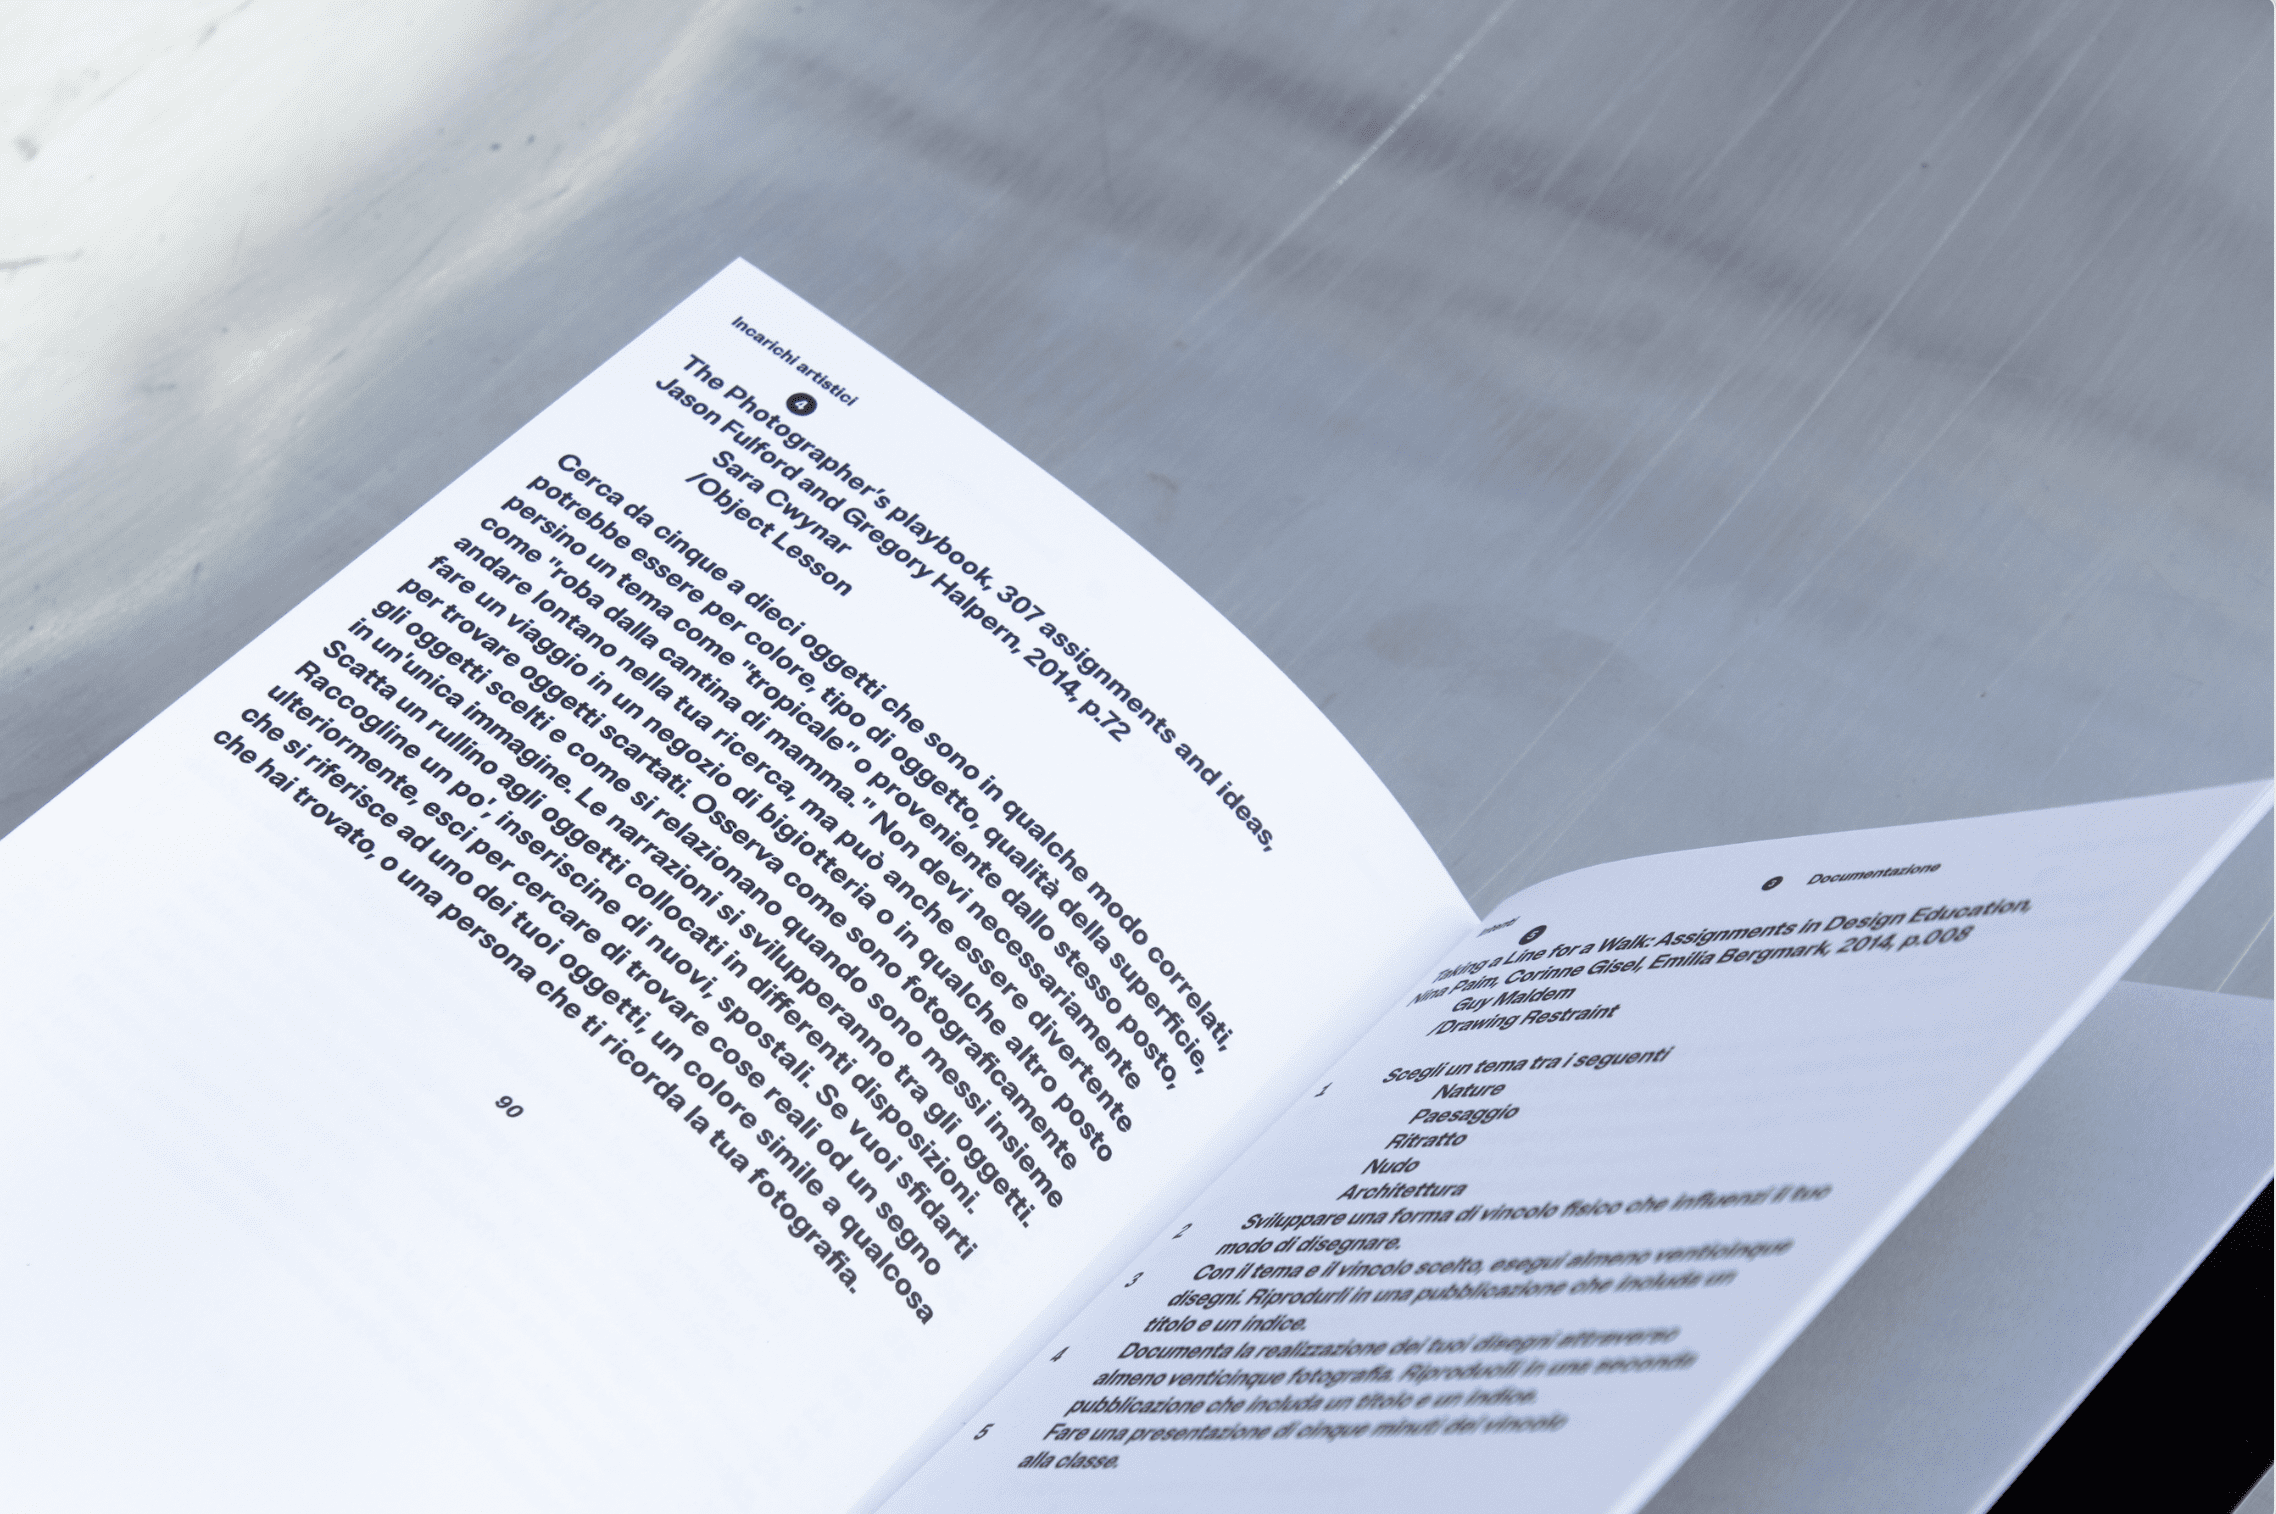 Incarichi artistici
4
The Photographer's playbook, 307 assignments and ideas,
Jason Fulford and Gregory Halpern, 2014, p.72
Sara Cwynar
/Object Lesson
Cerca da cinque a dieci oggetti che sono in qualche modo correlati,
potrebbe essere per colore, tipo di oggetto, qualità della superficie,
persino un tema come "tropicale" o proveniente dallo stesso posto,
come "roba dalla cantina di mamma." Non devi necessariamente
andare lontano nella tua ricerca, ma può anche essere divertente
fare un viaggio in un negozio di bigiotteria o in qualche altro posto
per trovare oggetti scartati. Osserva come sono fotograficamente
gli oggetti scelti e come si relazionano quando sono messi insieme
in un'unica immagine. Le narrazioni si svilupperanno tra gli oggetti.
Scatta un rullino agli oggetti collocati in differenti disposizioni.
Raccogline un po', inseriscine di nuovi, spostali. Se vuoi sfidarti
ulteriormente, esci per cercare di trovare cose reali od un segno
che si riferisce ad uno dei tuoi oggetti, un colore simile a qualcosa
che hai trovato, o una persona che ti ricorda la tua fotografia.
90
Documentazione
5
Taking a Line for a Walk: Assignments in Design Education,
Nina Palm, Corinne Gisel, Emilia Bergmark, 2014, p.008
Guy Maldem
/Drawing Restraint
1 Scegli un tema tra i seguenti
Nature
Paesaggio
Ritratto
Nudo
Architettura
2 Sviluppare una forma di vincolo fisico che influenzi il tuo
modo di disegnare.
3 Con il tema e il vincolo scelto, esegui almeno venticinque
disegni. Riprodurli in una pubblicazione che includa un
titolo e un indice.
4 Documenta la realizzazione dei tuoi disegni attraverso
almeno venticinque fotografia. Riproducili in una seconda
pubblicazione che includa un titolo e un indice.
5 Fare una presentazione di cinque minuti del vincolo
alla classe.